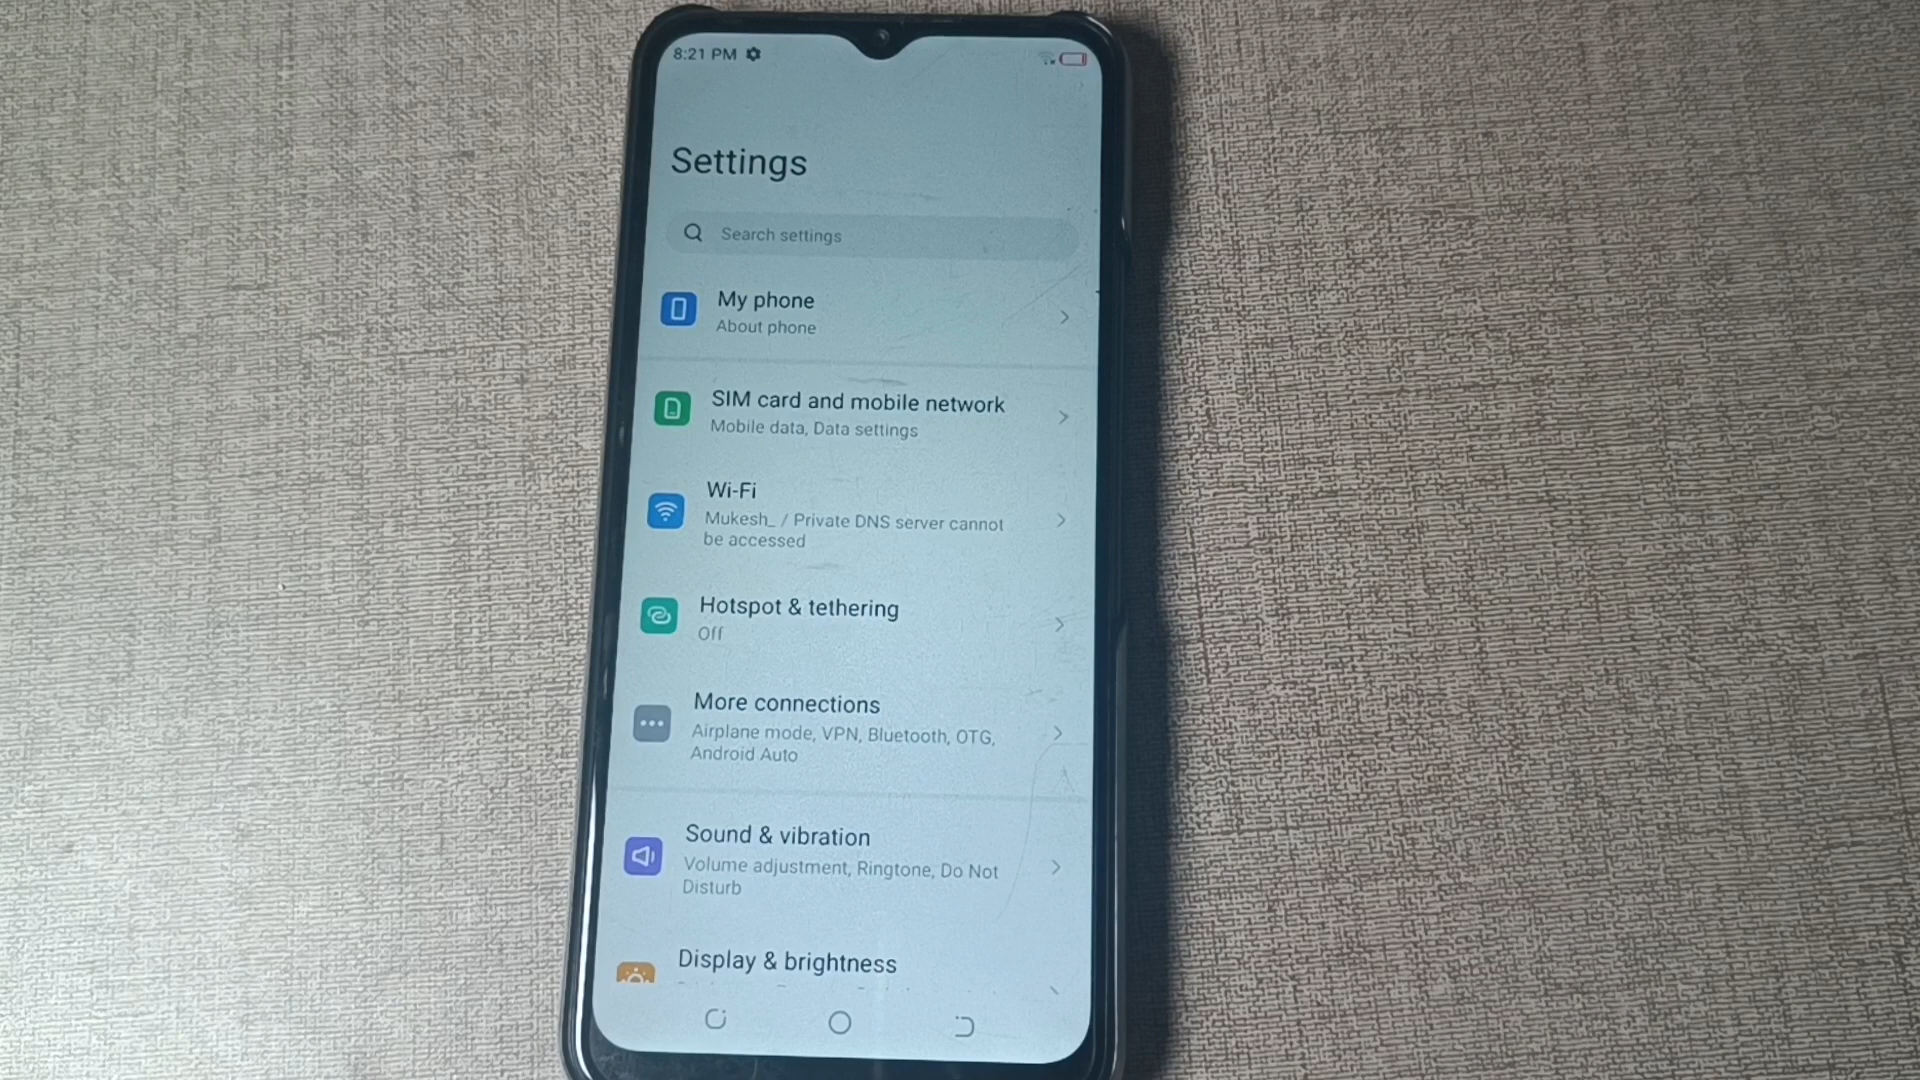 8:21 PM
Settings
Search settings
My phone
About phone
SIM card and mobile network
Mobile data, Data settings
Wi-Fi
Mukesh_ / Private DNS server cannot
be accessed
Hotspot & tethering
Off
More connections
Airplane mode, VPN, Bluetooth, OTG,
Android Auto
Sound & vibration
Volume adjustment, Ringtone, Do Not
Disturb
Display & brightness